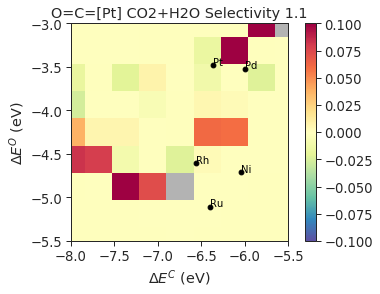 O=C=[Pt] CO2+H2O Selectivity 1.1
−3.0
−3.5
−4.0
−4.5
−5.0
−5.5
ΔE^O (eV)
Pt
Pd
Rh
Ni
Ru
−8.0 −7.5 −7.0 −6.5 −6.0 −5.5
ΔE^C (eV)
0.100
0.075
0.050
0.025
0.000
−0.025
−0.050
−0.075
−0.100